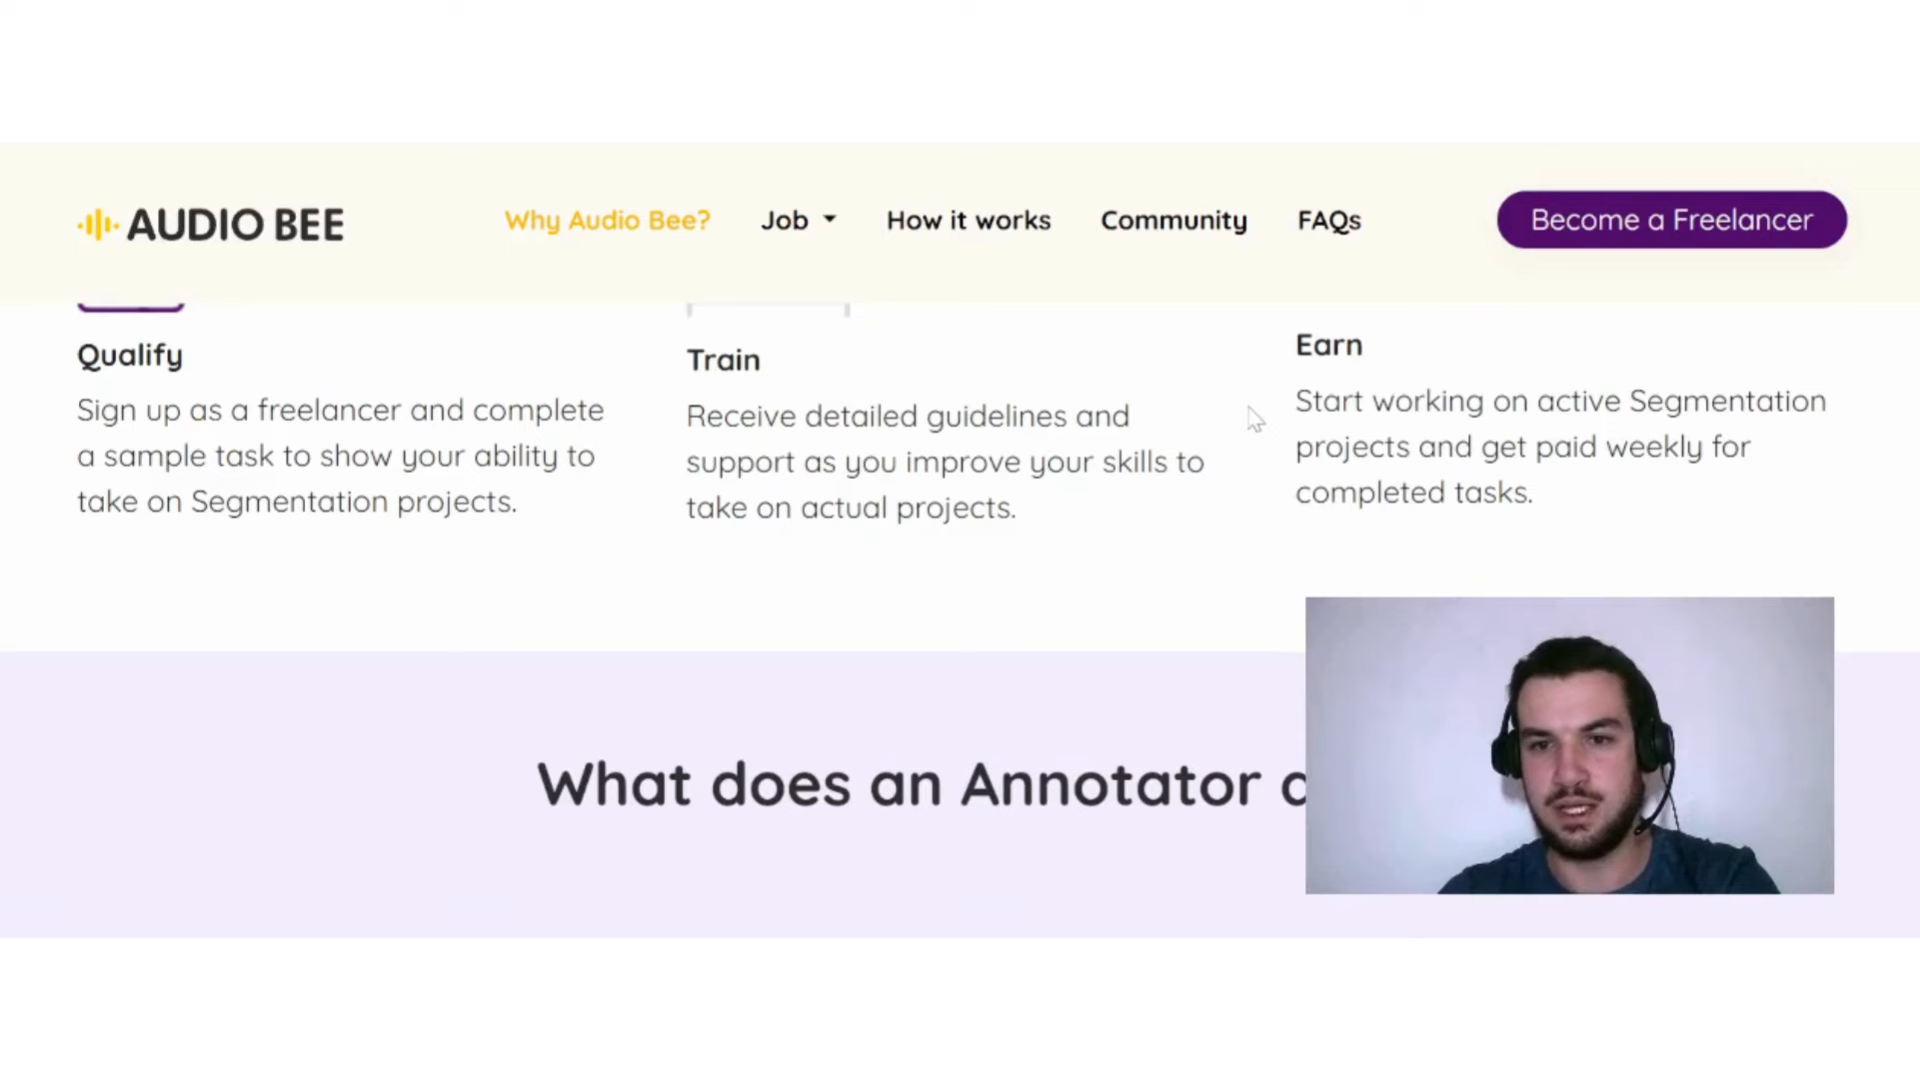 AUDIO BEE
Why Audio Bee?
Job
How it works
Community
FAQs
Become a Freelancer
Qualify
Sign up as a freelancer and complete
a sample task to show your ability to
take on Segmentation projects.
Train
Receive detailed guidelines and
support as you improve your skills to
take on actual projects.
Earn
Start working on active Segmentation
projects and get paid weekly for
completed tasks.
What does an Annotator